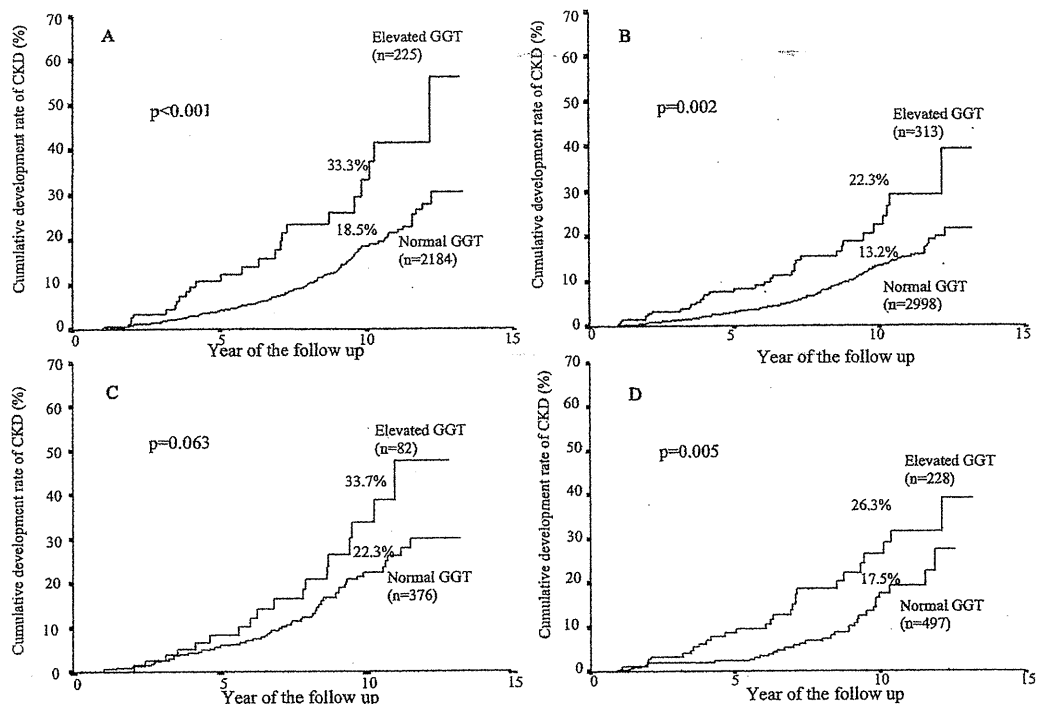 A
Cumulative development rate of CKD (%)
70
60
50
40
30
20
10
0
Elevated GGT
(n=225)
p<0.001
33.3%
18.5%
Normal GGT
(n=2184)
0 5 10 15
Year of the follow up
B
Cumulative development rate of CKD (%)
70
60
50
40
30
20
10
0
p=0.002
Elevated GGT
(n=313)
22.3%
13.2%
Normal GGT
(n=2998)
0 5 10 15
Year of the follow up
C
Cumulative development rate of CKD (%)
70
60
50
40
30
20
10
0
p=0.063
Elevated GGT
(n=82)
33.7%
22.3%
Normal GGT
(n=376)
0 5 10 15
Year of the follow up
D
Cumulative development rate of CKD (%)
70
60
50
40
30
20
10
0
p=0.005
Elevated GGT
(n=228)
26.3%
17.5%
Normal GGT
(n=497)
0 5 10 15
Year of the follow up